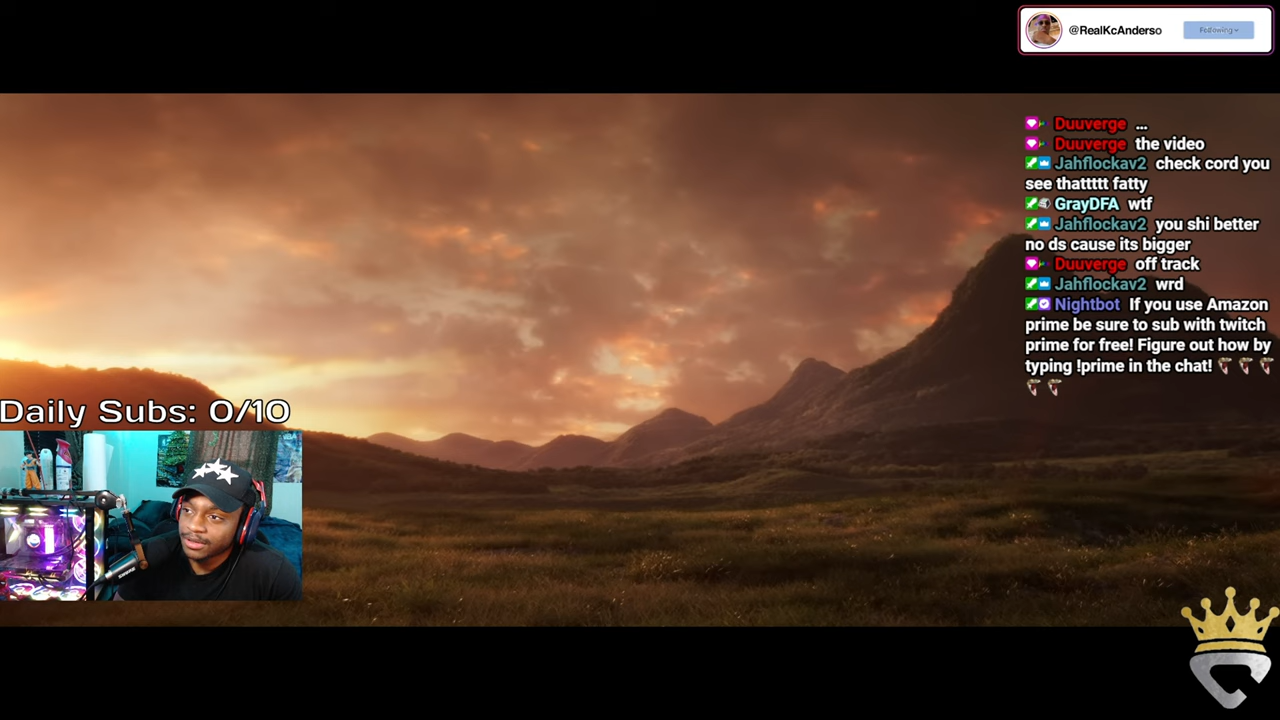 @RealKcAnderso
Following
Duuverge ...
Duuverge the video
Jahflockav2 check cord you
see thattttt fatty
GrayDFA wtf
Jahflockav2 you shi better
no ds cause its bigger
Duuverge off track
Jahflockav2 wrd
Nightbot If you use Amazon
prime be sure to sub with twitch
prime for free! Figure out how by
typing !prime in the chat!
Daily Subs: 0/10